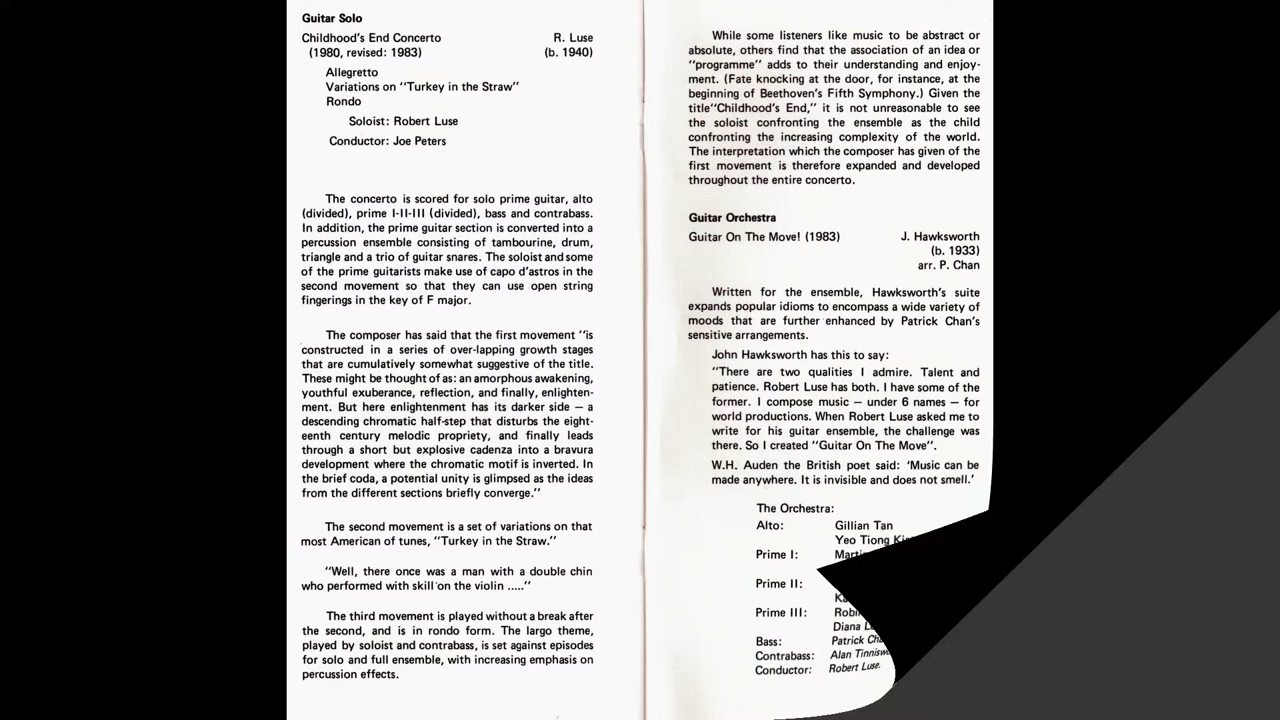 Guitar Solo
Childhood's End Concerto R. Luse
(1980, revised: 1983) (b. 1940)
Allegretto
Variations on "Turkey in the Straw"
Rondo
Soloist: Robert Luse
Conductor: Joe Peters
The concerto is scored for solo prime guitar, alto
(divided), prime I-II-III (divided), bass and contrabass.
In addition, the prime guitar section is converted into a
percussion ensemble consisting of tambourine, drum,
triangle and a trio of guitar snares. The soloist and some
of the prime guitarists make use of capo d'astros in the
second movement so that they can use open string
fingerings in the key of F major.
The composer has said that the first movement "is
constructed in a series of over-lapping growth stages
that are cumulatively somewhat suggestive of the title.
These might be thought of as: an amorphous awakening,
youthful exuberance, reflection, and finally, enlighten-
ment. But here enlightenment has its darker side — a
descending chromatic half-step that disturbs the eight-
eenth century melodic propriety, and finally leads
through a short but explosive cadenza into a bravura
development where the chromatic motif is inverted. In
the brief coda, a potential unity is glimpsed as the ideas
from the different sections briefly converge."
The second movement is a set of variations on that
most American of tunes, "Turkey in the Straw."
"Well, there once was a man with a double chin
who performed with skill on the violin ....."
The third movement is played without a break after
the second, and is in rondo form. The largo theme,
played by soloist and contrabass, is set against episodes
for solo and full ensemble, with increasing emphasis on
percussion effects.
While some listeners like music to be abstract or
absolute, others find that the association of an idea or
"programme" adds to their understanding and enjoy-
ment. (Fate knocking at the door, for instance, at the
beginning of Beethoven's Fifth Symphony.) Given the
title"Childhood's End," it is not unreasonable to see
the soloist confronting the ensemble as the child
confronting the increasing complexity of the world.
The interpretation which the composer has given of the
first movement is therefore expanded and developed
throughout the entire concerto.
Guitar Orchestra
Guitar On The Move! (1983) J. Hawksworth
(b. 1933)
arr. P. Chan
Written for the ensemble, Hawksworth's suite
expands popular idioms to encompass a wide variety of
moods that are further enhanced by Patrick Chan's
sensitive arrangements.
John Hawksworth has this to say:
"There are two qualities I admire. Talent and
patience. Robert Luse has both. I have some of the
former. I compose music — under 6 names — for
world productions. When Robert Luse asked me to
write for his guitar ensemble, the challenge was
there. So I created "Guitar On The Move".
W.H. Auden the British poet said: 'Music can be
made anywhere. It is invisible and does not smell.'
The Orchestra:
Alto: Gillian Tan
Yeo Tiong
Prime I:
Prime II:
Prime III:
Diana
Bass: Patrick
Contrabass: Alan
Conductor: Robert Luse.